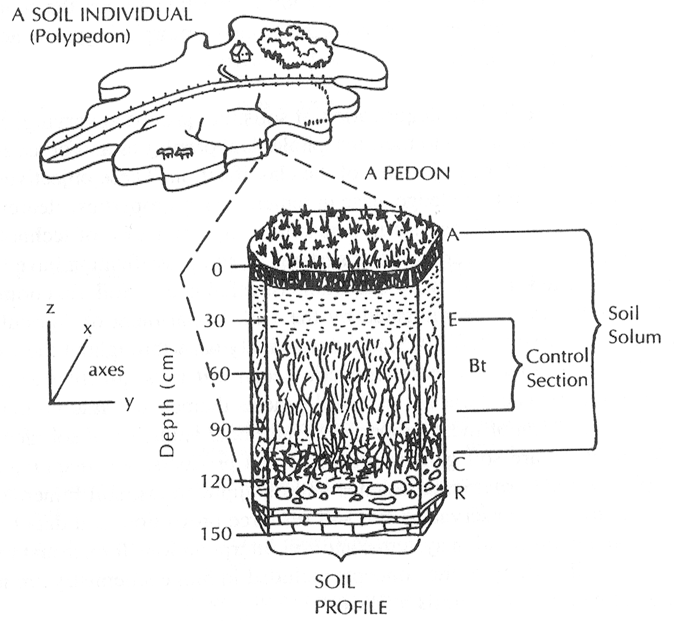 A SOIL INDIVIDUAL
(Polypedon)
A PEDON
A
0
z
x
axes
y
Depth (cm)
30
E
Soil
Solum
Bt
Control
Section
60
90
C
120
R
150
SOIL
PROFILE